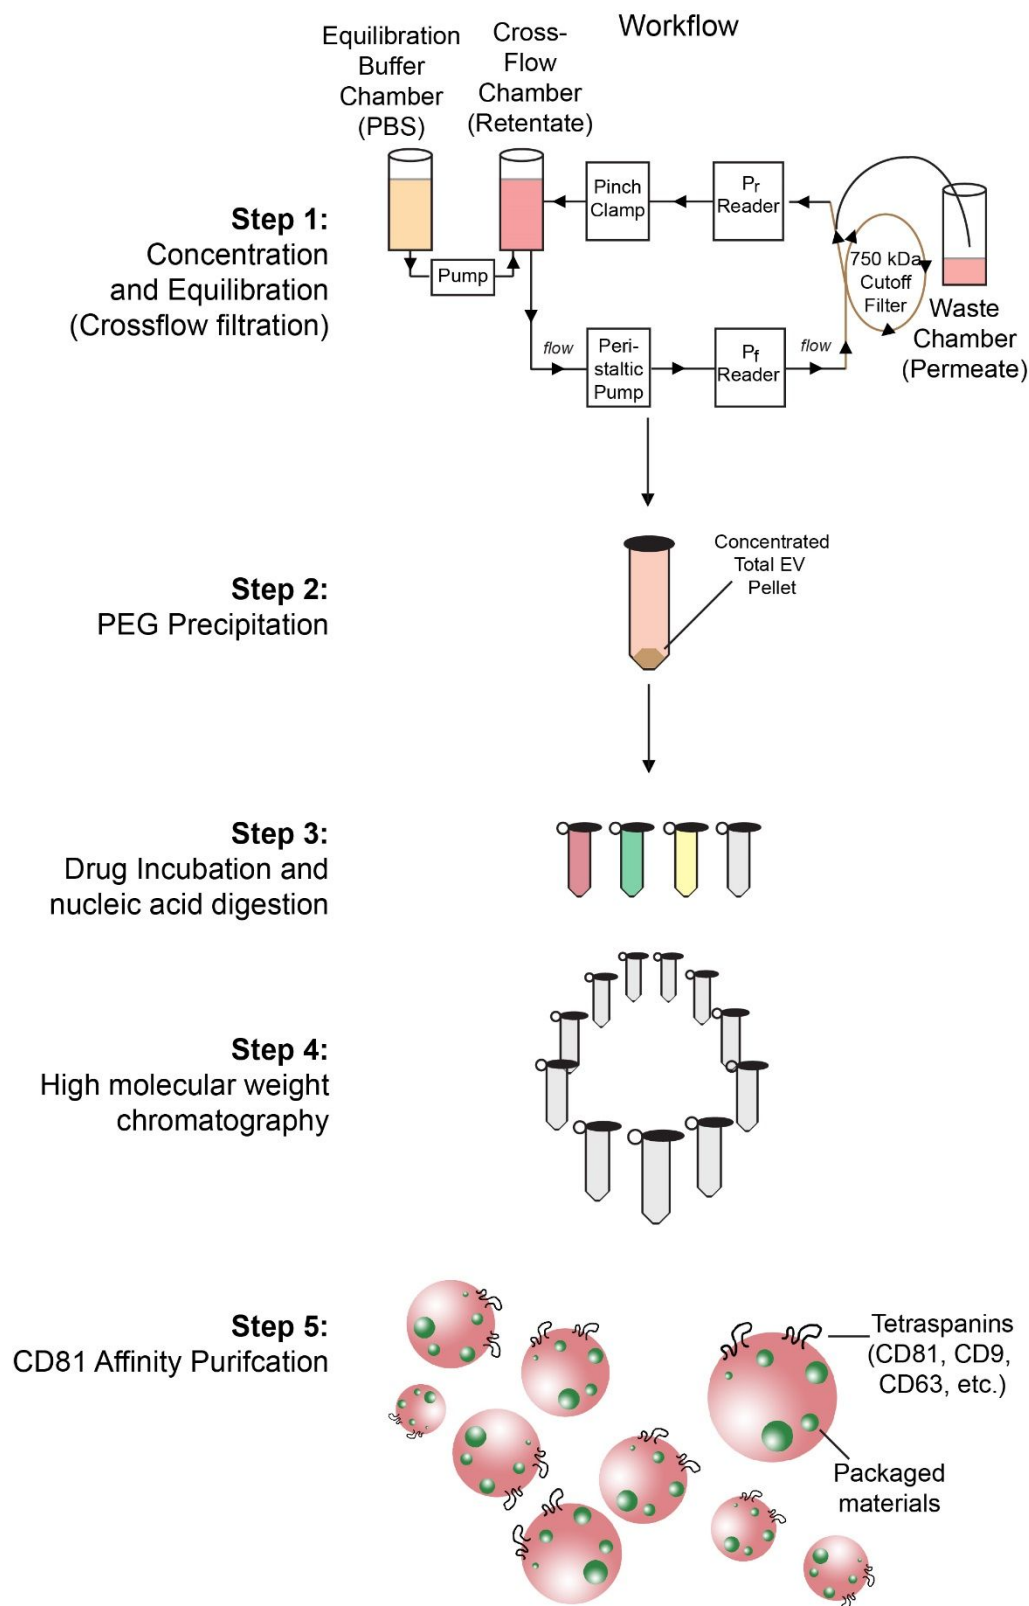 Workflow
Equilibration
Buffer
Chamber
(PBS)
Cross-
Flow
Chamber
(Retentate)
Step 1:
Concentration
and Equilibration
(Crossflow filtration)
Pump
Pinch
Clamp
Pr
Reader
750 kDa
Cutoff
Filter
Waste
Chamber
(Permeate)
flow
Peri-
staltic
Pump
Pf
Reader
flow
Step 2:
PEG Precipitation
Concentrated
Total EV
Pellet
Step 3:
Drug Incubation and
nucleic acid digestion
Step 4:
High molecular weight
chromatography
Step 5:
CD81 Affinity Purifcation
Tetraspanins
(CD81, CD9,
CD63, etc.)
Packaged
materials